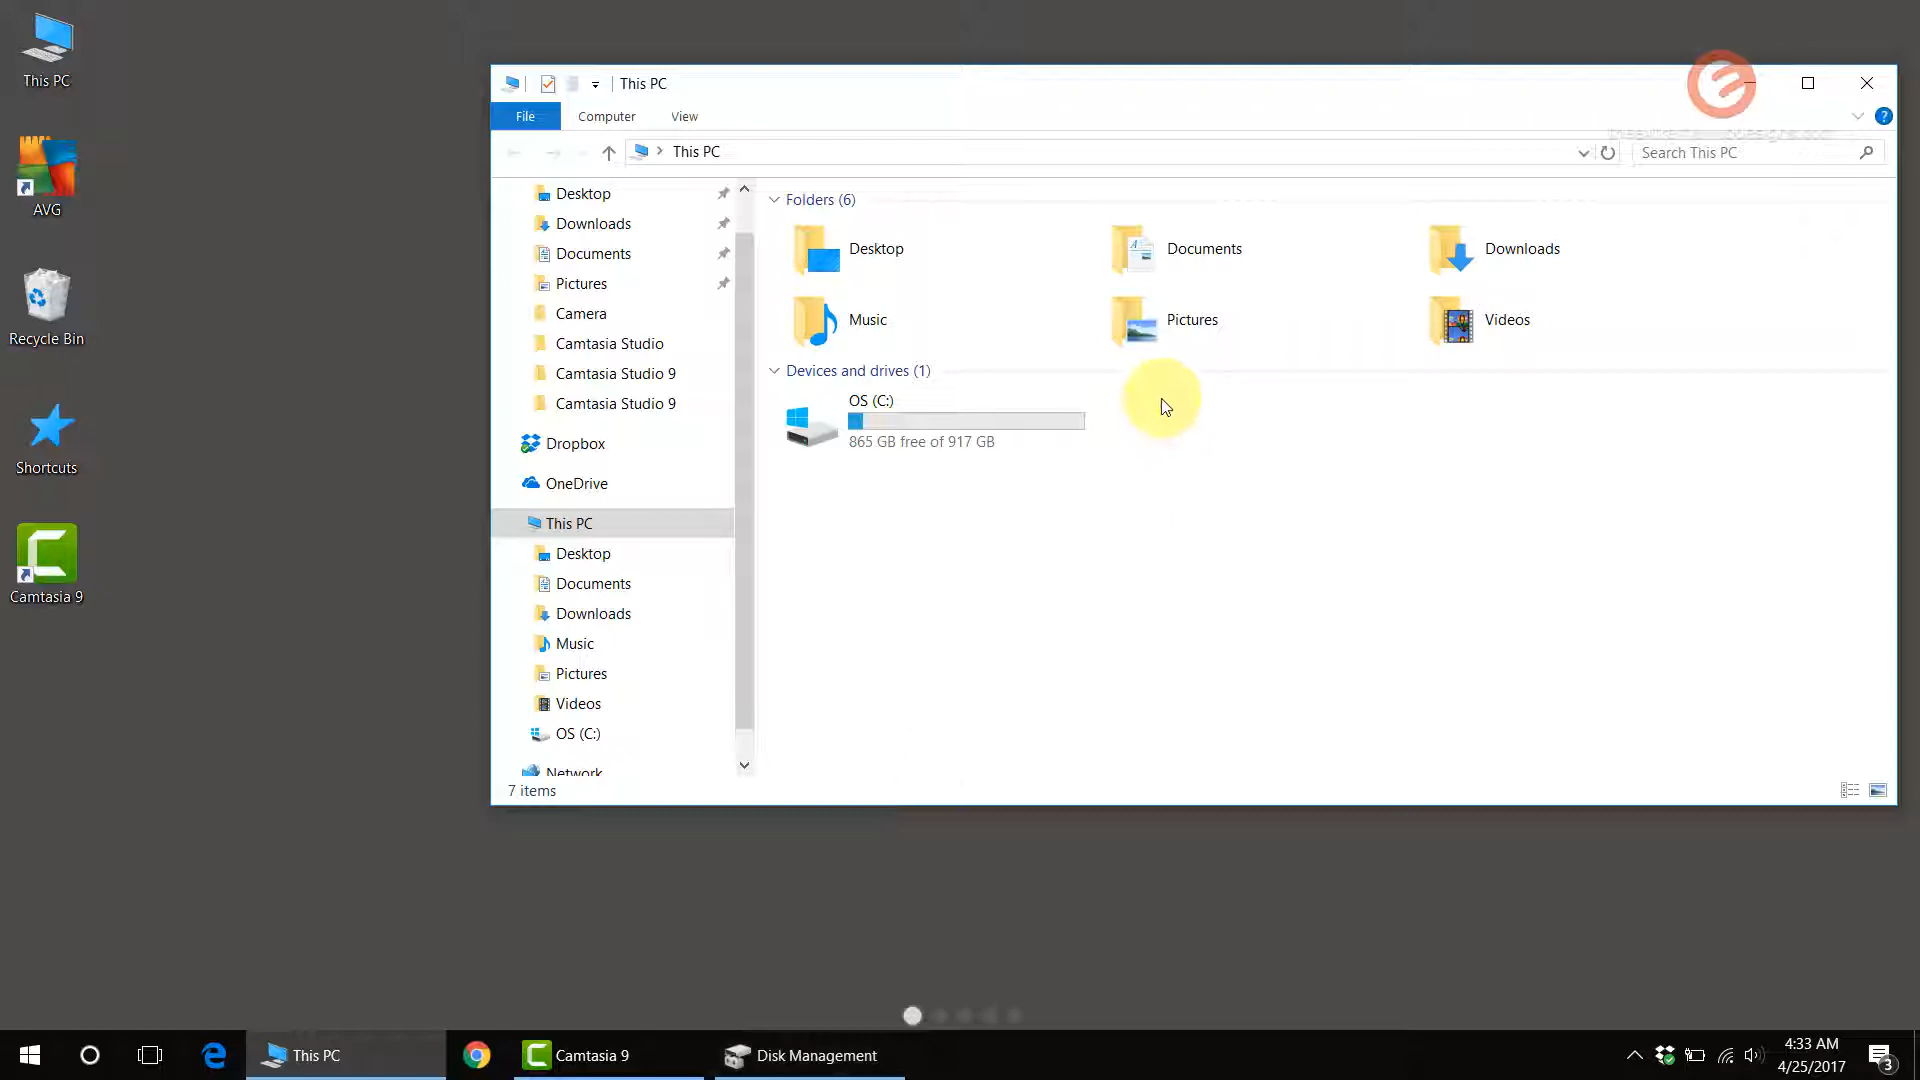 This PC
AVG
Recycle Bin
Shortcuts
Camtasia 9
This PC
File
Computer
View
This PC
Search This PC
Desktop
Downloads
Documents
Pictures
Camera
Camtasia Studio
Camtasia Studio 9
Camtasia Studio 9
Dropbox
OneDrive
This PC
Desktop
Documents
Downloads
Music
Pictures
Videos
OS (C:)
Network
Folders (6)
Desktop
Documents
Downloads
Music
Pictures
Videos
Devices and drives (1)
OS (C:)
865 GB free of 917 GB
7 items
This PC
Camtasia 9
Disk Management
4:33 AM
4/25/2017
3